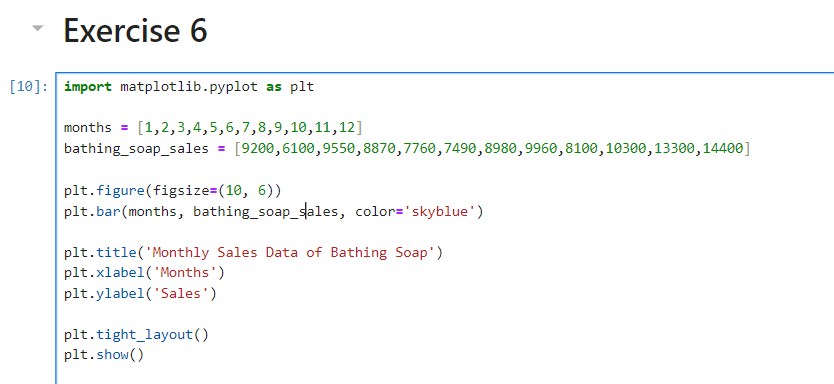 Exercise 6
[10]:
import matplotlib.pyplot as plt
months = [1,2,3,4,5,6,7,8,9,10,11,12]
bathing_soap_sales = [9200,6100,9550,8870,7760,7490,8980,9960,8100,10300,13300,14400]
plt.figure(figsize=(10, 6))
plt.bar(months, bathing_soap_sales, color='skyblue')
plt.title('Monthly Sales Data of Bathing Soap')
plt.xlabel('Months')
plt.ylabel('Sales')
plt.tight_layout()
plt.show()